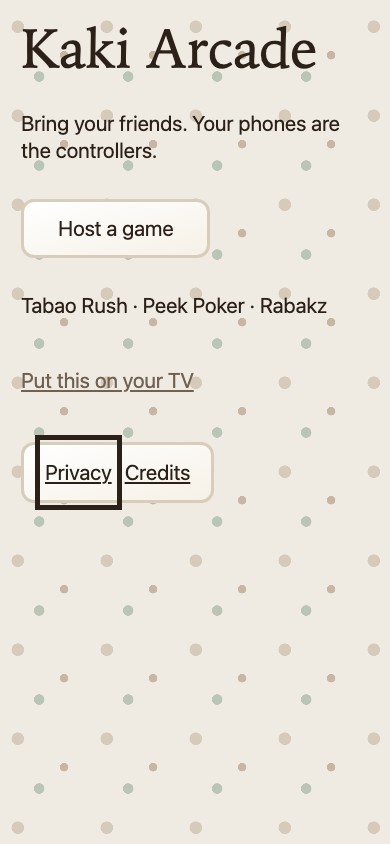 Kaki Arcade
Bring your friends. Your phones are
the controllers.
Host a game
Tabao Rush · Peek Poker · Rabakz
Put this on your TV
Privacy Credits